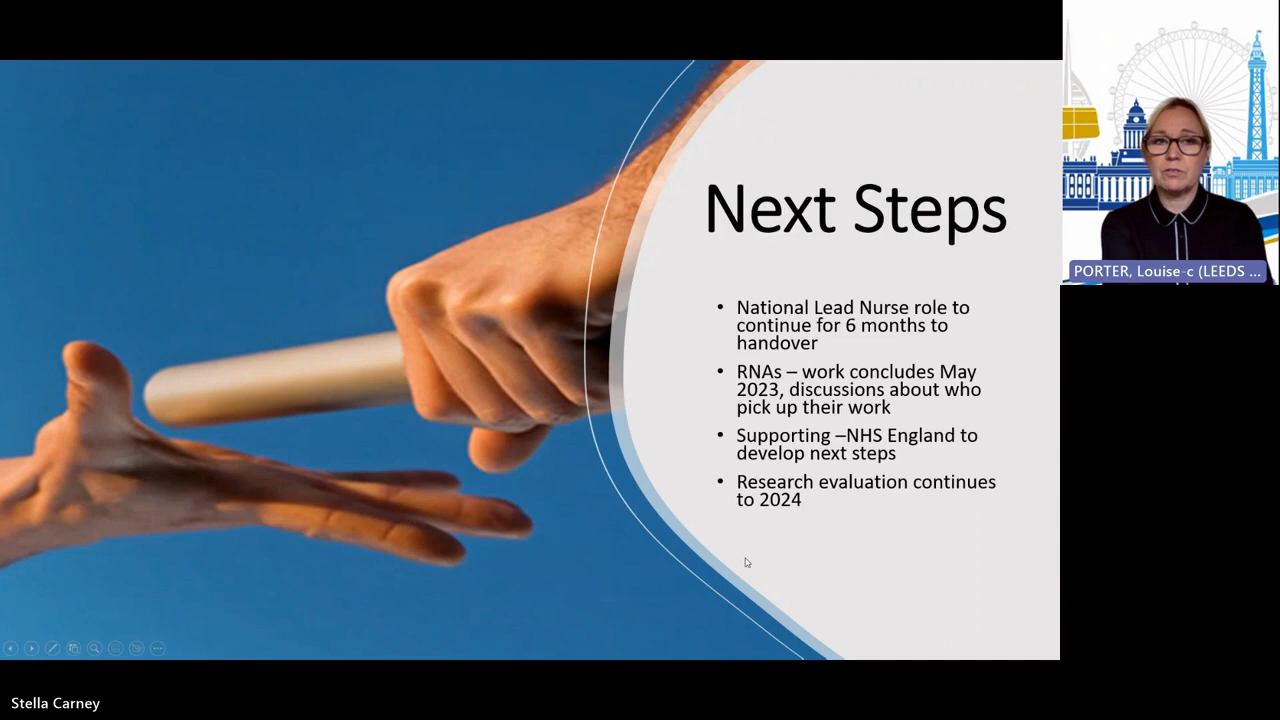 Next Steps
• National Lead Nurse role to
continue for 6 months to
handover
• RNAs – work concludes May
2023, discussions about who
pick up their work
• Supporting –NHS England to
develop next steps
• Research evaluation continues
to 2024
PORTER, Louise-c (LEEDS ...
Stella Carney